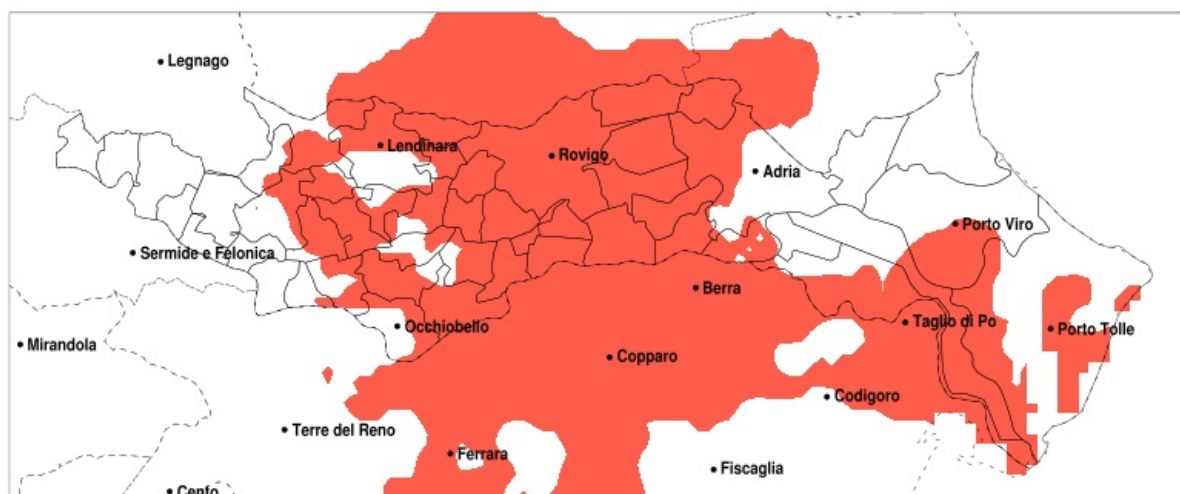 Legnago
Lendinara
Rovigo
Adria
Porto Viro
Sermide e Felonica
Berra
Taglio di Po
Porto Tolle
Occhiobello
Mirandola
Copparo
Codigoro
Terre del Reno
Ferrara
Fiscaglia
Cento